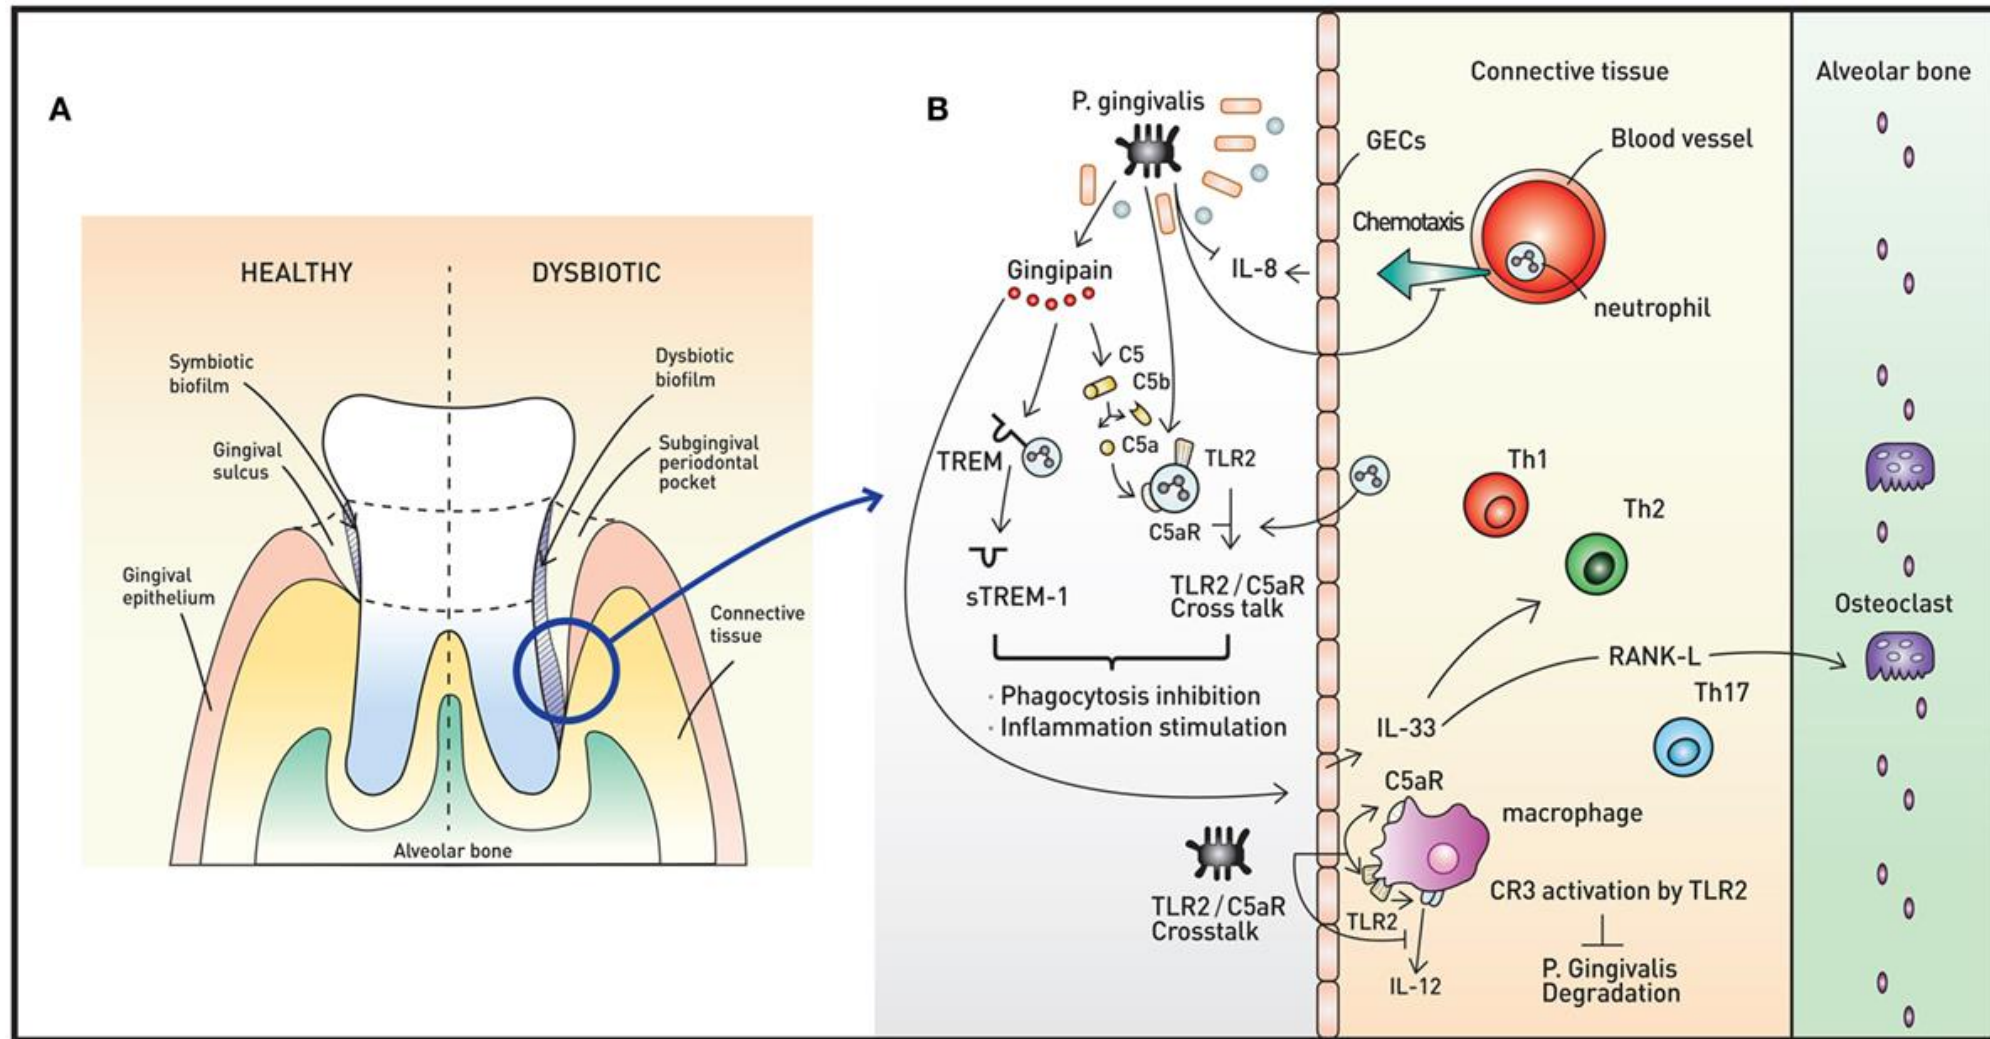 A
HEALTHY
DYSBIOTIC
Symbiotic
biofilm
Dysbiotic
biofilm
Gingival
sulcus
Subgingival
periodontal
pocket
Gingival
epithelium
Connective
tissue
Alveolar bone
B
P. gingivalis
Gingipain
IL-8
C5
C5b
C5a
TREM
TLR2
C5aR
sTREM-1
TLR2/C5aR
Cross talk
· Phagocytosis inhibition
· Inflammation stimulation
TLR2/C5aR
Crosstalk
Connective tissue
GECs
Blood vessel
Chemotaxis
neutrophil
Th1
Th2
RANK-L
Th17
IL-33
C5aR
macrophage
CR3 activation by TLR2
TLR2
IL-12
P. Gingivalis
Degradation
Alveolar bone
Osteoclast